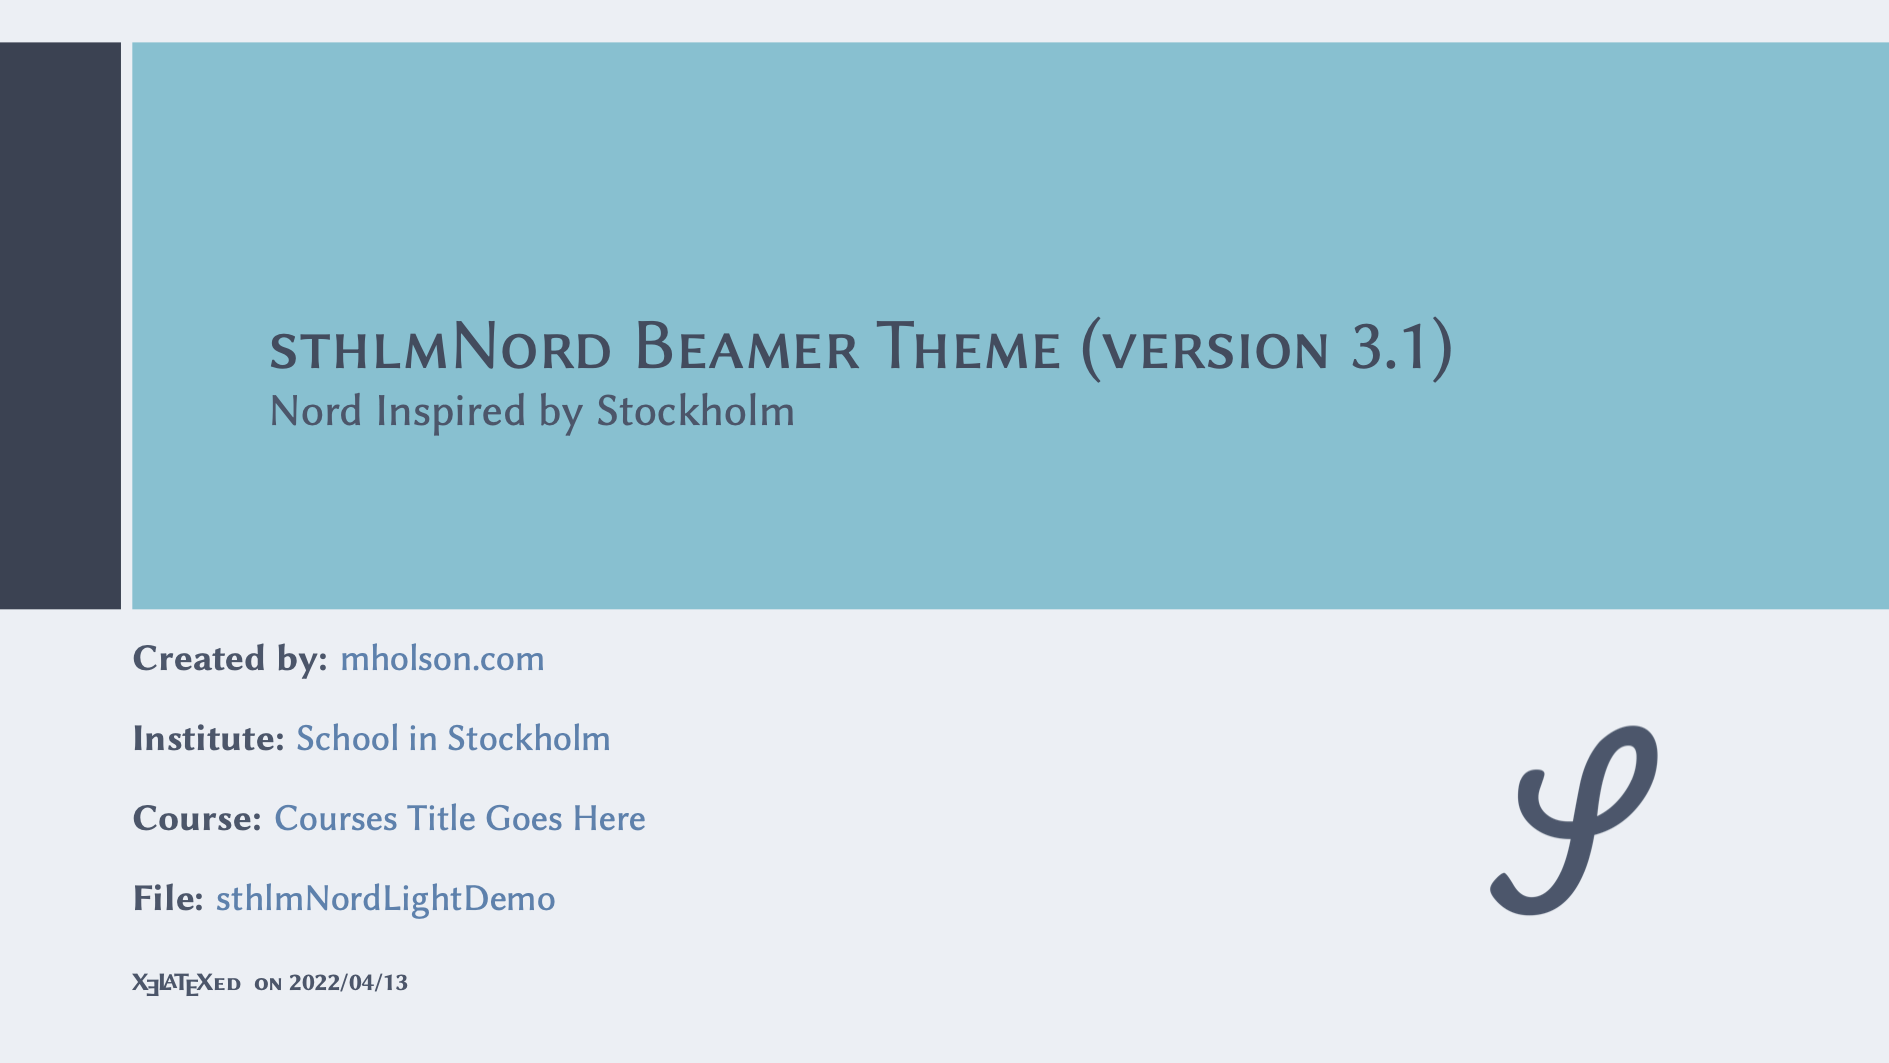 sthlmNord Beamer Theme (version 3.1)
Nord Inspired by Stockholm
Created by: mholson.com
Institute: School in Stockholm
Course: Courses Title Goes Here
File: sthlmNordLightDemo
XƎLATEXed on 2022/04/13